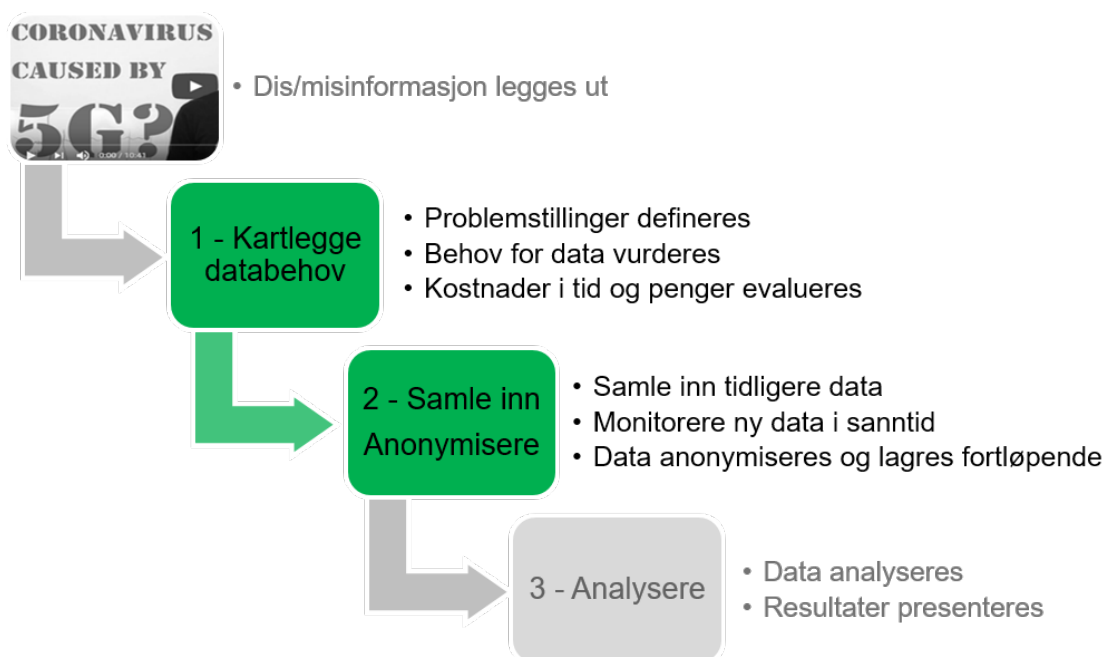 CORONAVIRUS
CAUSED BY
5G?
0:00 / 10:41
• Dis/misinformasjon legges ut
1 - Kartlegge
databehov
• Problemstillinger defineres
• Behov for data vurderes
• Kostnader i tid og penger evalueres
2 - Samle inn
Anonymisere
• Samle inn tidligere data
• Monitorere ny data i sanntid
• Data anonymiseres og lagres fortløpende
3 - Analysere
• Data analyseres
• Resultater presenteres